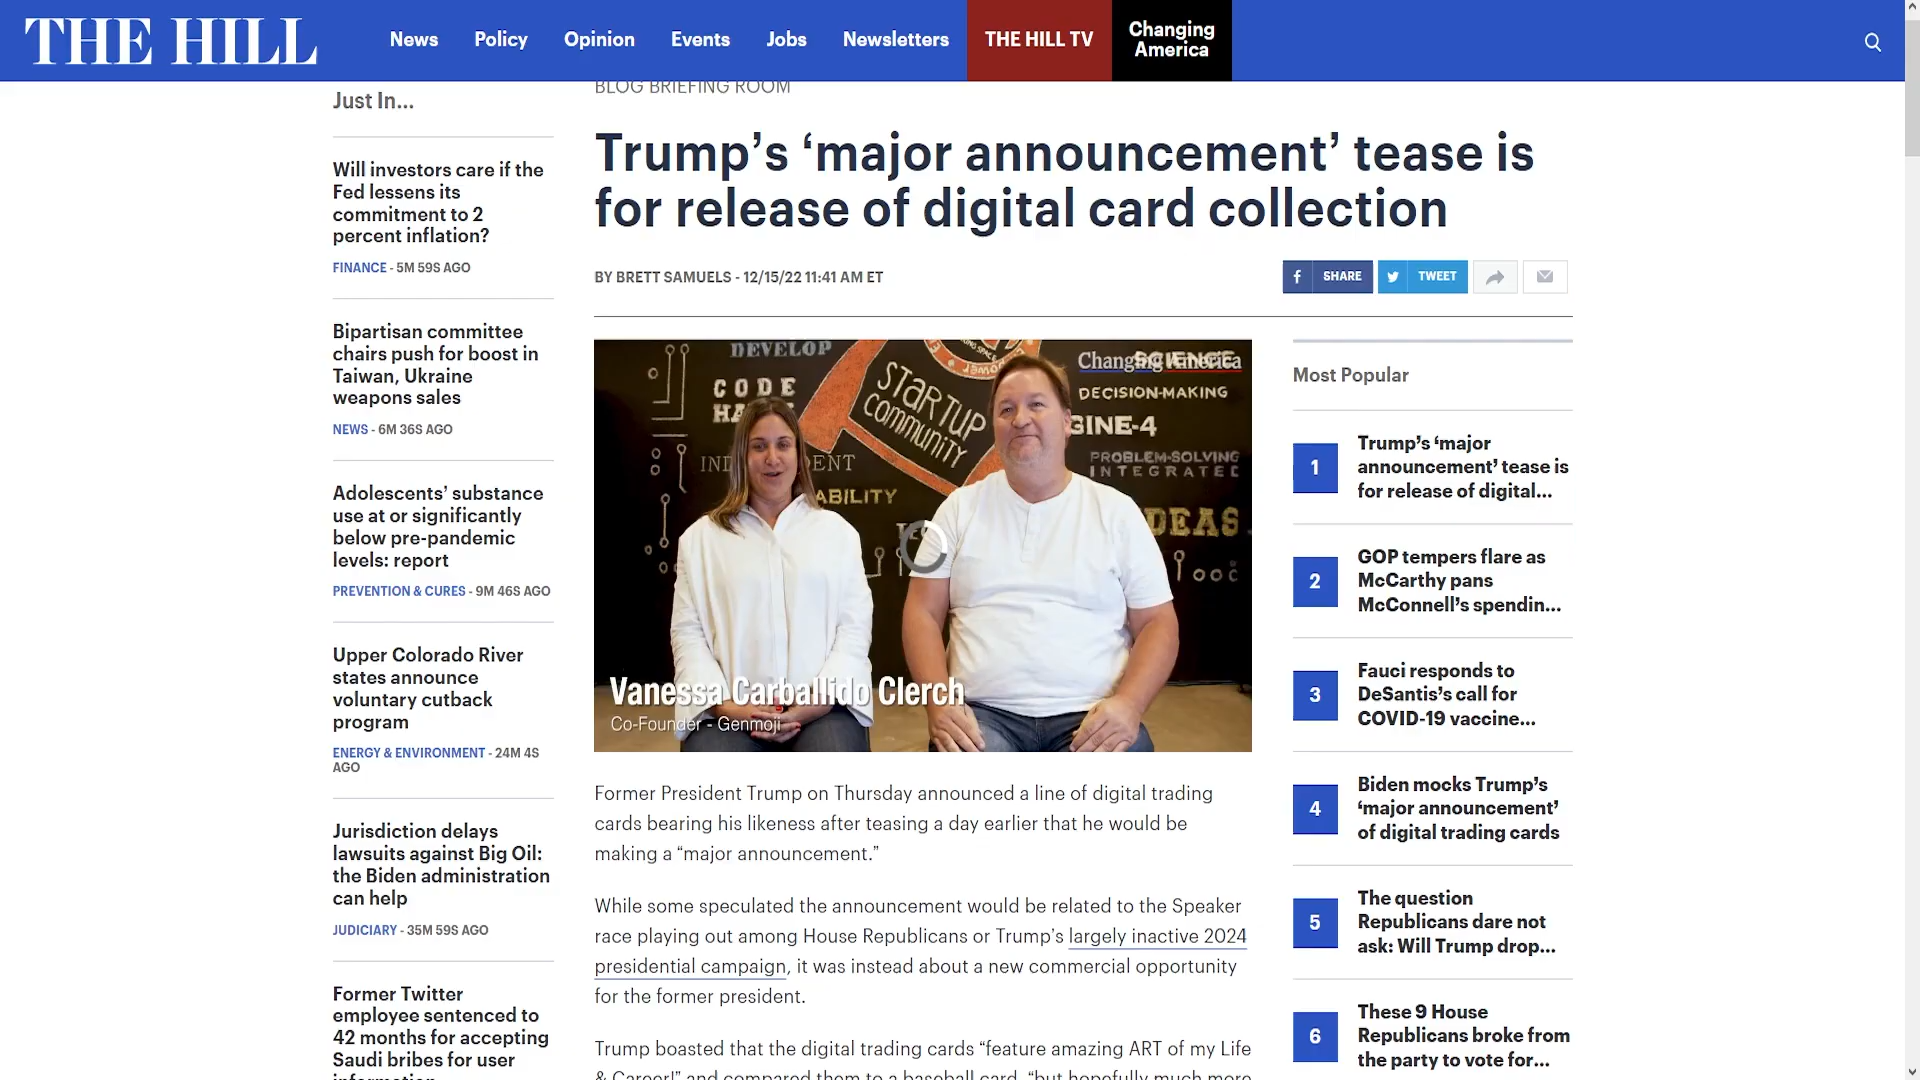 THE HILL
News
Policy
Opinion
Events
Jobs
Newsletters
THE HILL TV
Changing
America
Just In...
Will investors care if the
Fed lessens its
commitment to 2
percent inflation?
FINANCE - 5M 59S AGO
Bipartisan committee
chairs push for boost in
Taiwan, Ukraine
weapons sales
NEWS - 6M 36S AGO
Adolescents’ substance
use at or significantly
below pre-pandemic
levels: report
PREVENTION & CURES - 9M 46S AGO
Upper Colorado River
states announce
voluntary cutback
program
ENERGY & ENVIRONMENT - 24M 4S
AGO
Jurisdiction delays
lawsuits against Big Oil:
the Biden administration
can help
JUDICIARY - 35M 59S AGO
Former Twitter
employee sentenced to
42 months for accepting
Saudi bribes for user
information
BLOG BRIEFING ROOM
Trump’s ‘major announcement’ tease is
for release of digital card collection
BY BRETT SAMUELS - 12/15/22 11:41 AM ET
SHARE
TWEET
DEVELOP
CODE
STARTUP
COMMUNITY
Changing America
SCIENCE
DECISION-MAKING
GINE-4
PROBLEM-SOLVING
INTEGRATED
ABILITY
IDEAS
Vanessa Carballido Clerch
Co-Founder - Genmoji
Former President Trump on Thursday announced a line of digital trading
cards bearing his likeness after teasing a day earlier that he would be
making a “major announcement.”
While some speculated the announcement would be related to the Speaker
race playing out among House Republicans or Trump’s largely inactive 2024
presidential campaign, it was instead about a new commercial opportunity
for the former president.
Trump boasted that the digital trading cards “feature amazing ART of my Life
& Career!” and compared them to a baseball card, “but hopefully much more
Most Popular
1
Trump’s ‘major
announcement’ tease is
for release of digital...
2
GOP tempers flare as
McCarthy pans
McConnell’s spendin...
3
Fauci responds to
DeSantis’s call for
COVID-19 vaccine...
4
Biden mocks Trump’s
‘major announcement’
of digital trading cards
5
The question
Republicans dare not
ask: Will Trump drop...
6
These 9 House
Republicans broke from
the party to vote for...